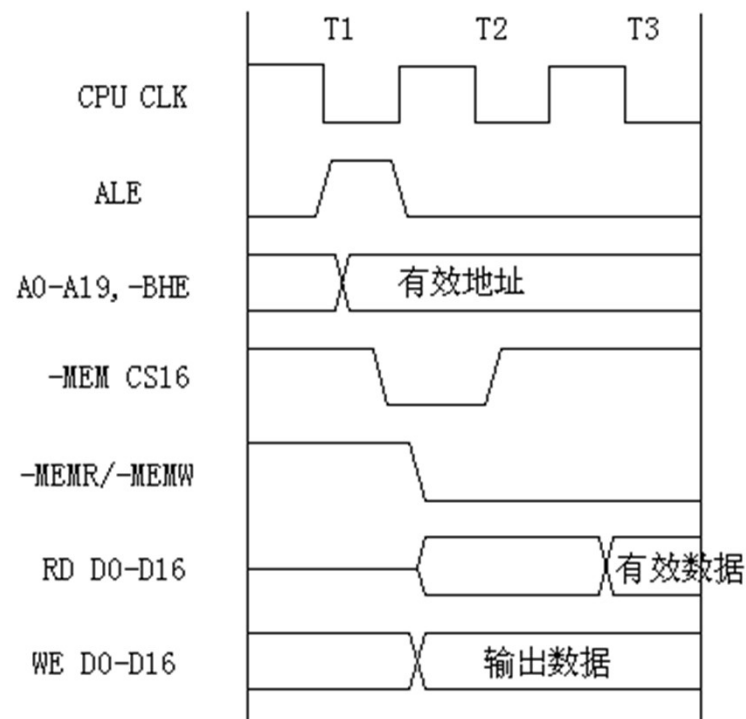 T1 T2 T3
CPU CLK
ALE
A0-A19,-BHE 有效地址
-MEM CS16
-MEMR/-MEMW
RD D0-D16 有效数据
WE D0-D16 输出数据